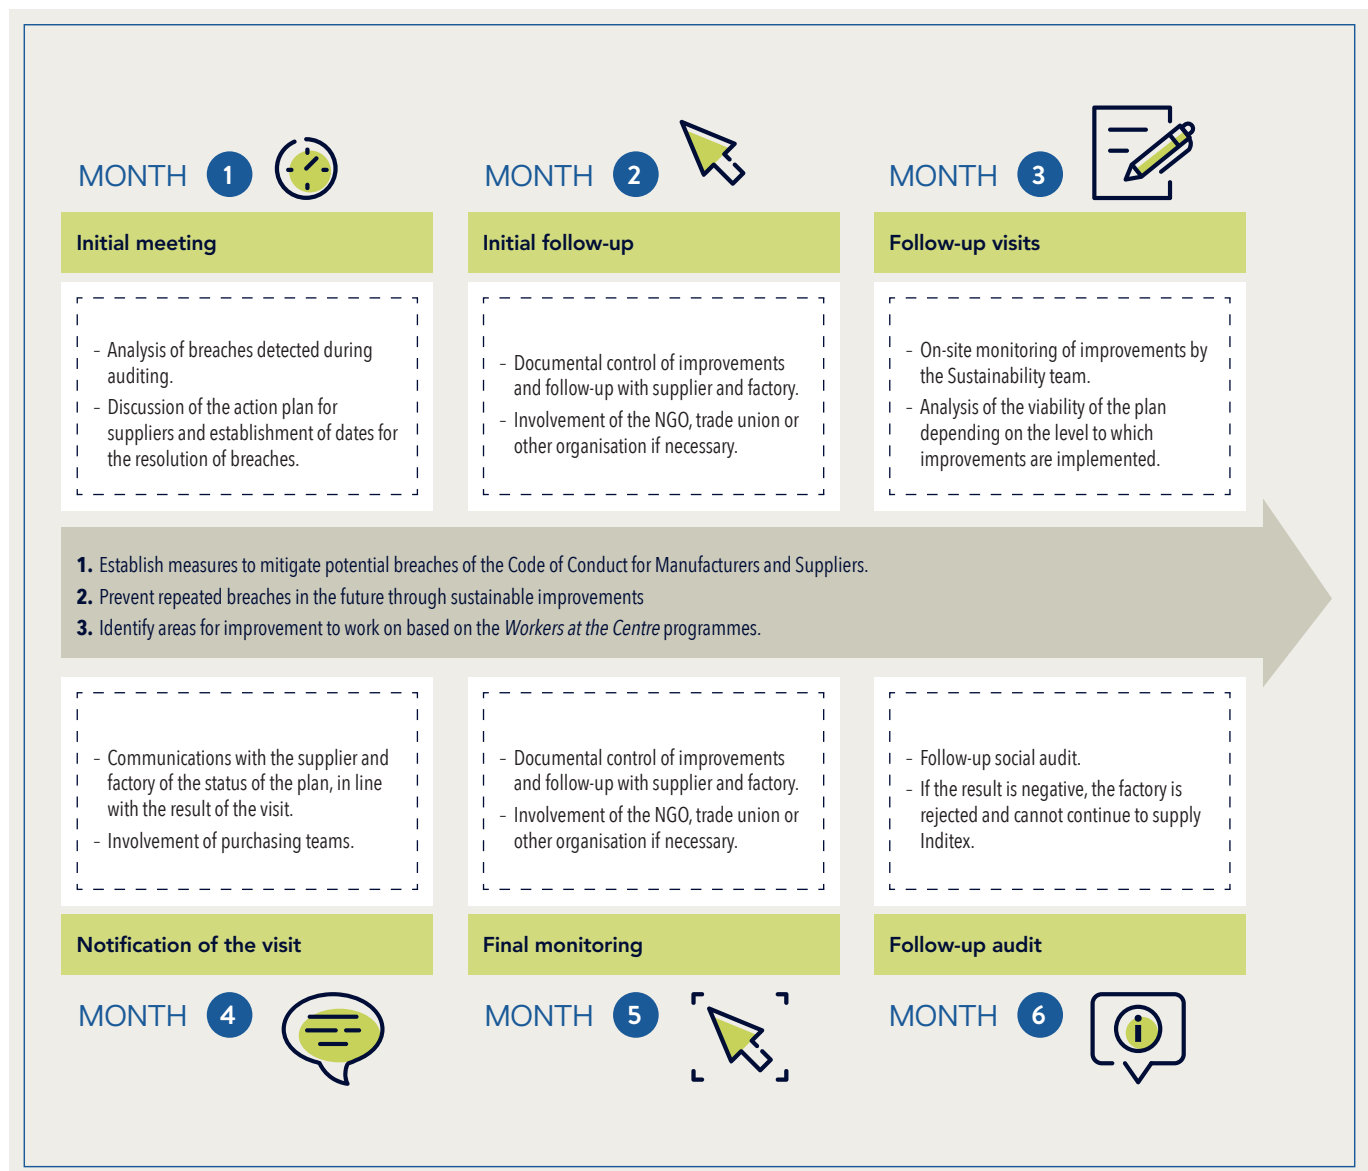 MONTH 1
Initial meeting
– Analysis of breaches detected during
auditing.
– Discussion of the action plan for
suppliers and establishment of dates for
the resolution of breaches.
MONTH 2
Initial follow-up
– Documental control of improvements
and follow-up with supplier and factory.
– Involvement of the NGO, trade union or
other organisation if necessary.
MONTH 3
Follow-up visits
– On-site monitoring of improvements by
the Sustainability team.
– Analysis of the viability of the plan
depending on the level to which
improvements are implemented.
1. Establish measures to mitigate potential breaches of the Code of Conduct for Manufacturers and Suppliers.
2. Prevent repeated breaches in the future through sustainable improvements
3. Identify areas for improvement to work on based on the Workers at the Centre programmes.
– Communications with the supplier and
factory of the status of the plan, in line
with the result of the visit.
– Involvement of purchasing teams.
Notification of the visit
MONTH 4
– Documental control of improvements
and follow-up with supplier and factory.
– Involvement of the NGO, trade union or
other organisation if necessary.
Final monitoring
MONTH 5
– Follow-up social audit.
– If the result is negative, the factory is
rejected and cannot continue to supply
Inditex.
Follow-up audit
MONTH 6
i